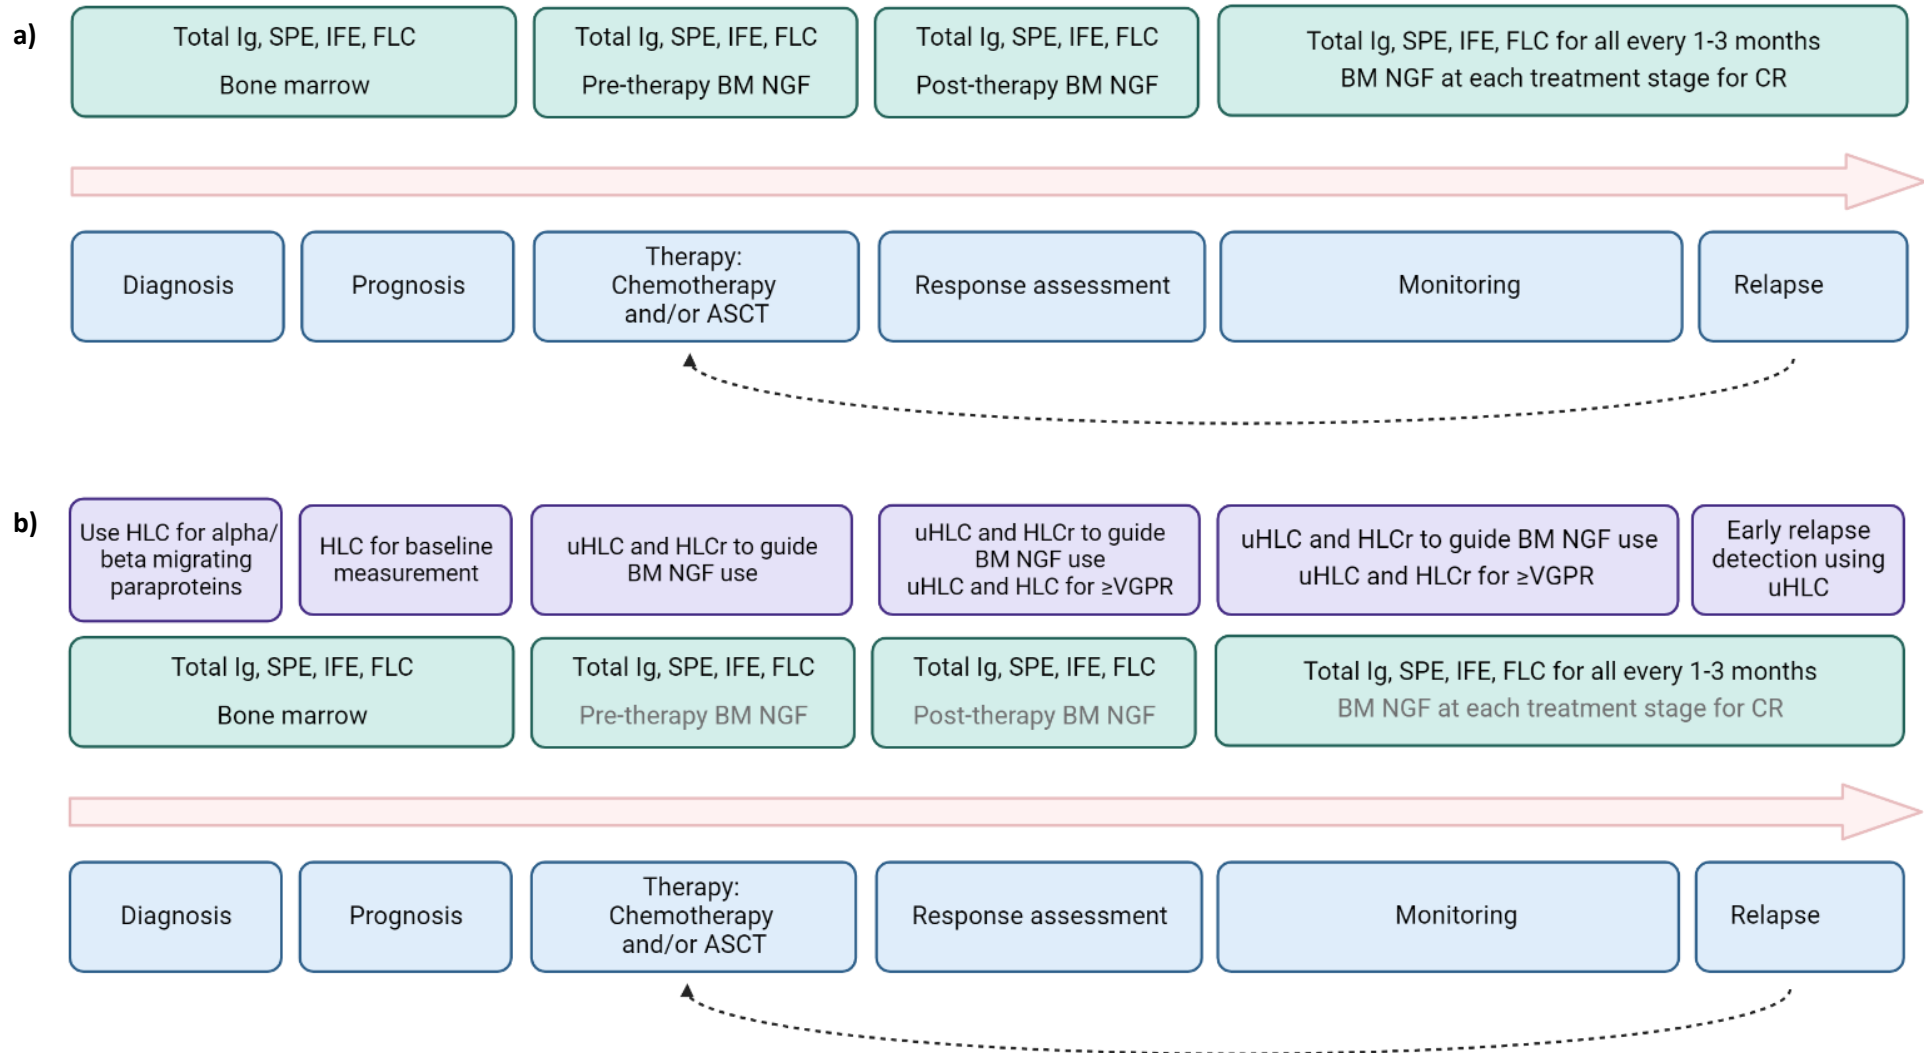 a)
Total Ig, SPE, IFE, FLC
Bone marrow
Total Ig, SPE, IFE, FLC
Pre-therapy BM NGF
Total Ig, SPE, IFE, FLC
Post-therapy BM NGF
Total Ig, SPE, IFE, FLC for all every 1-3 months
BM NGF at each treatment stage for CR
Diagnosis
Prognosis
Therapy:
Chemotherapy
and/or ASCT
Response assessment
Monitoring
Relapse
b)
Use HLC for alpha/
beta migrating
paraproteins
HLC for baseline
measurement
uHLC and HLCr to guide
BM NGF use
uHLC and HLCr to guide
BM NGF use
uHLC and HLC for ≥VGPR
uHLC and HLCr to guide BM NGF use
uHLC and HLCr for ≥VGPR
Early relapse
detection using
uHLC
Total Ig, SPE, IFE, FLC
Bone marrow
Total Ig, SPE, IFE, FLC
Pre-therapy BM NGF
Total Ig, SPE, IFE, FLC
Post-therapy BM NGF
Total Ig, SPE, IFE, FLC for all every 1-3 months
BM NGF at each treatment stage for CR
Diagnosis
Prognosis
Therapy:
Chemotherapy
and/or ASCT
Response assessment
Monitoring
Relapse